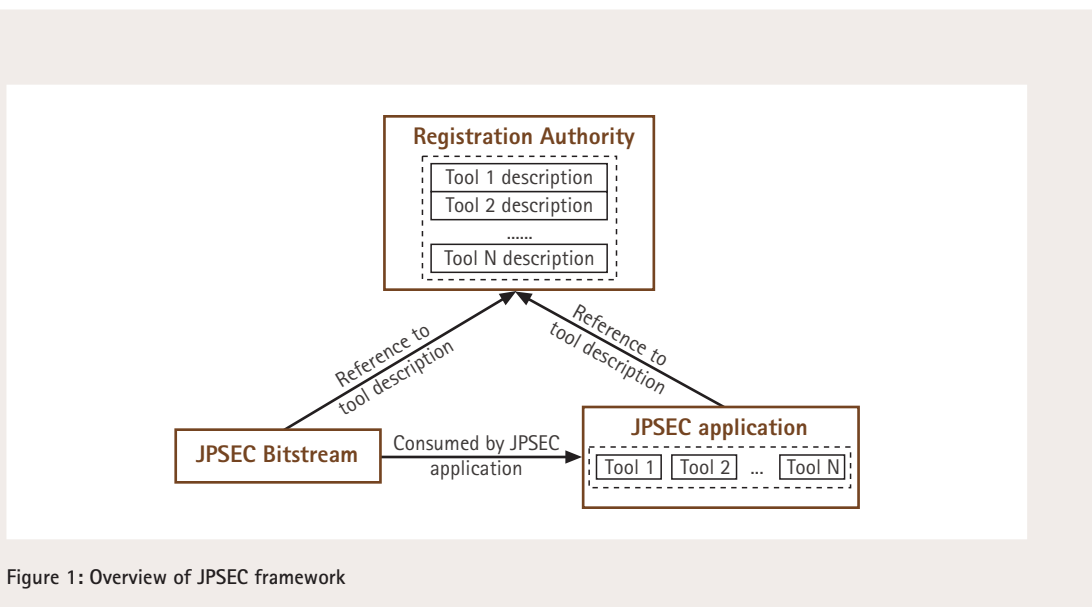 Registration Authority
Tool 1 description
Tool 2 description
......
Tool N description
Reference to
tool description
Reference to
tool description
JPSEC Bitstream
Consumed by JPSEC
application
JPSEC application
Tool 1 Tool 2 ... Tool N
Figure 1: Overview of JPSEC framework